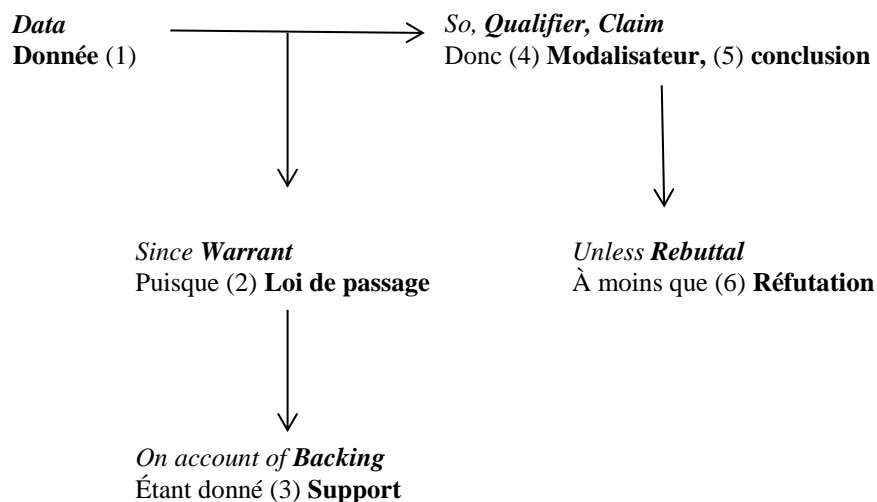 Data
Donnée (1)
So, Qualifier, Claim
Donc (4) Modalisateur, (5) conclusion
Since Warrant
Puisque (2) Loi de passage
Unless Rebuttal
À moins que (6) Réfutation
On account of Backing
Étant donné (3) Support